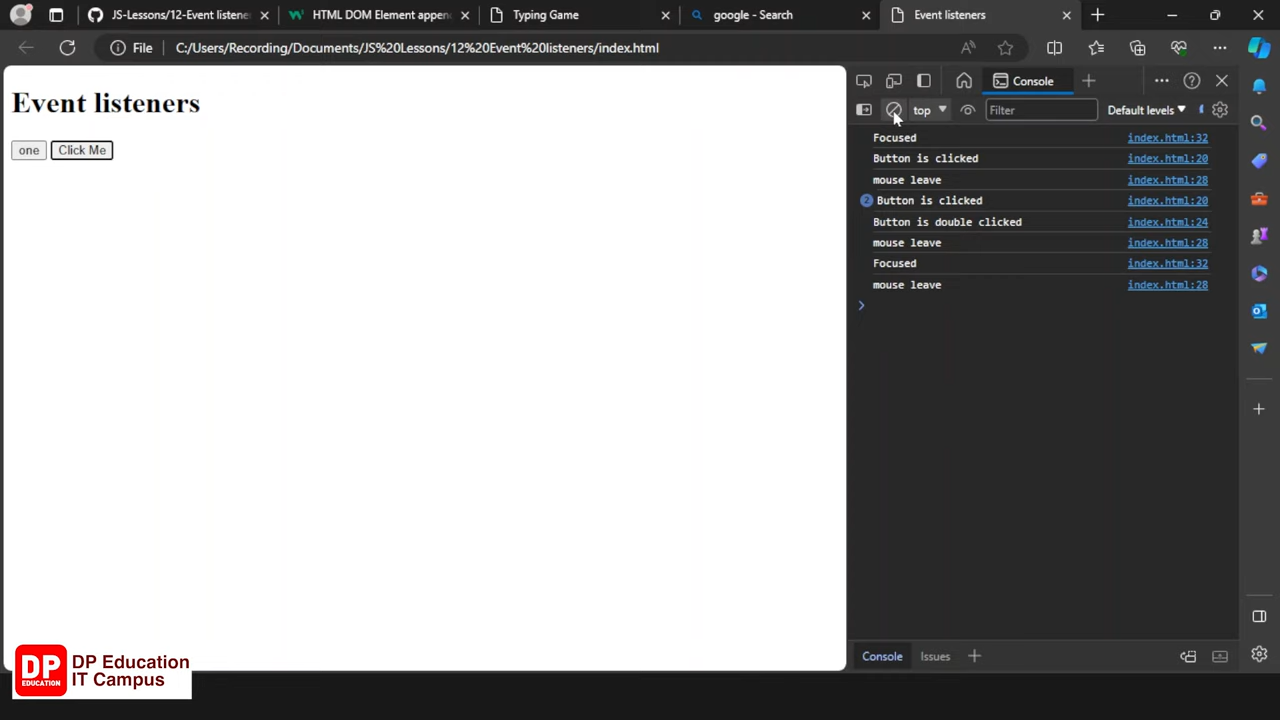 JS-Lessons/12-Event listene
HTML DOM Element appen
Typing Game
google - Search
Event listeners
File
C:/Users/Recording/Documents/JS%20Lessons/12%20Event%20listeners/index.html
Event listeners
one
Click Me
Console
top
Filter
Default levels
Focused index.html:32
Button is clicked index.html:20
mouse leave index.html:28
2 Button is clicked index.html:20
Button is double clicked index.html:24
mouse leave index.html:28
Focused index.html:32
mouse leave index.html:28
Console
Issues
DP
EDUCATION
DP Education
IT Campus